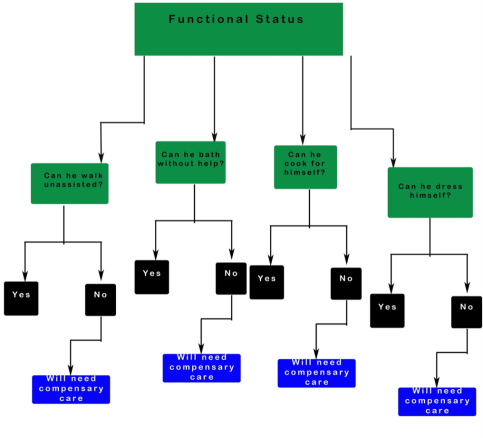 Functional Status
Can he walk
unassisted?
Can he bath
without help?
Can he
cook for
himself?
Can he dress
himself?
Yes
No
Yes
No
Yes
No
Yes
No
Will need
compensary
care
Will need
compensary
care
Will need
compensary
care
Will need
compensary
care